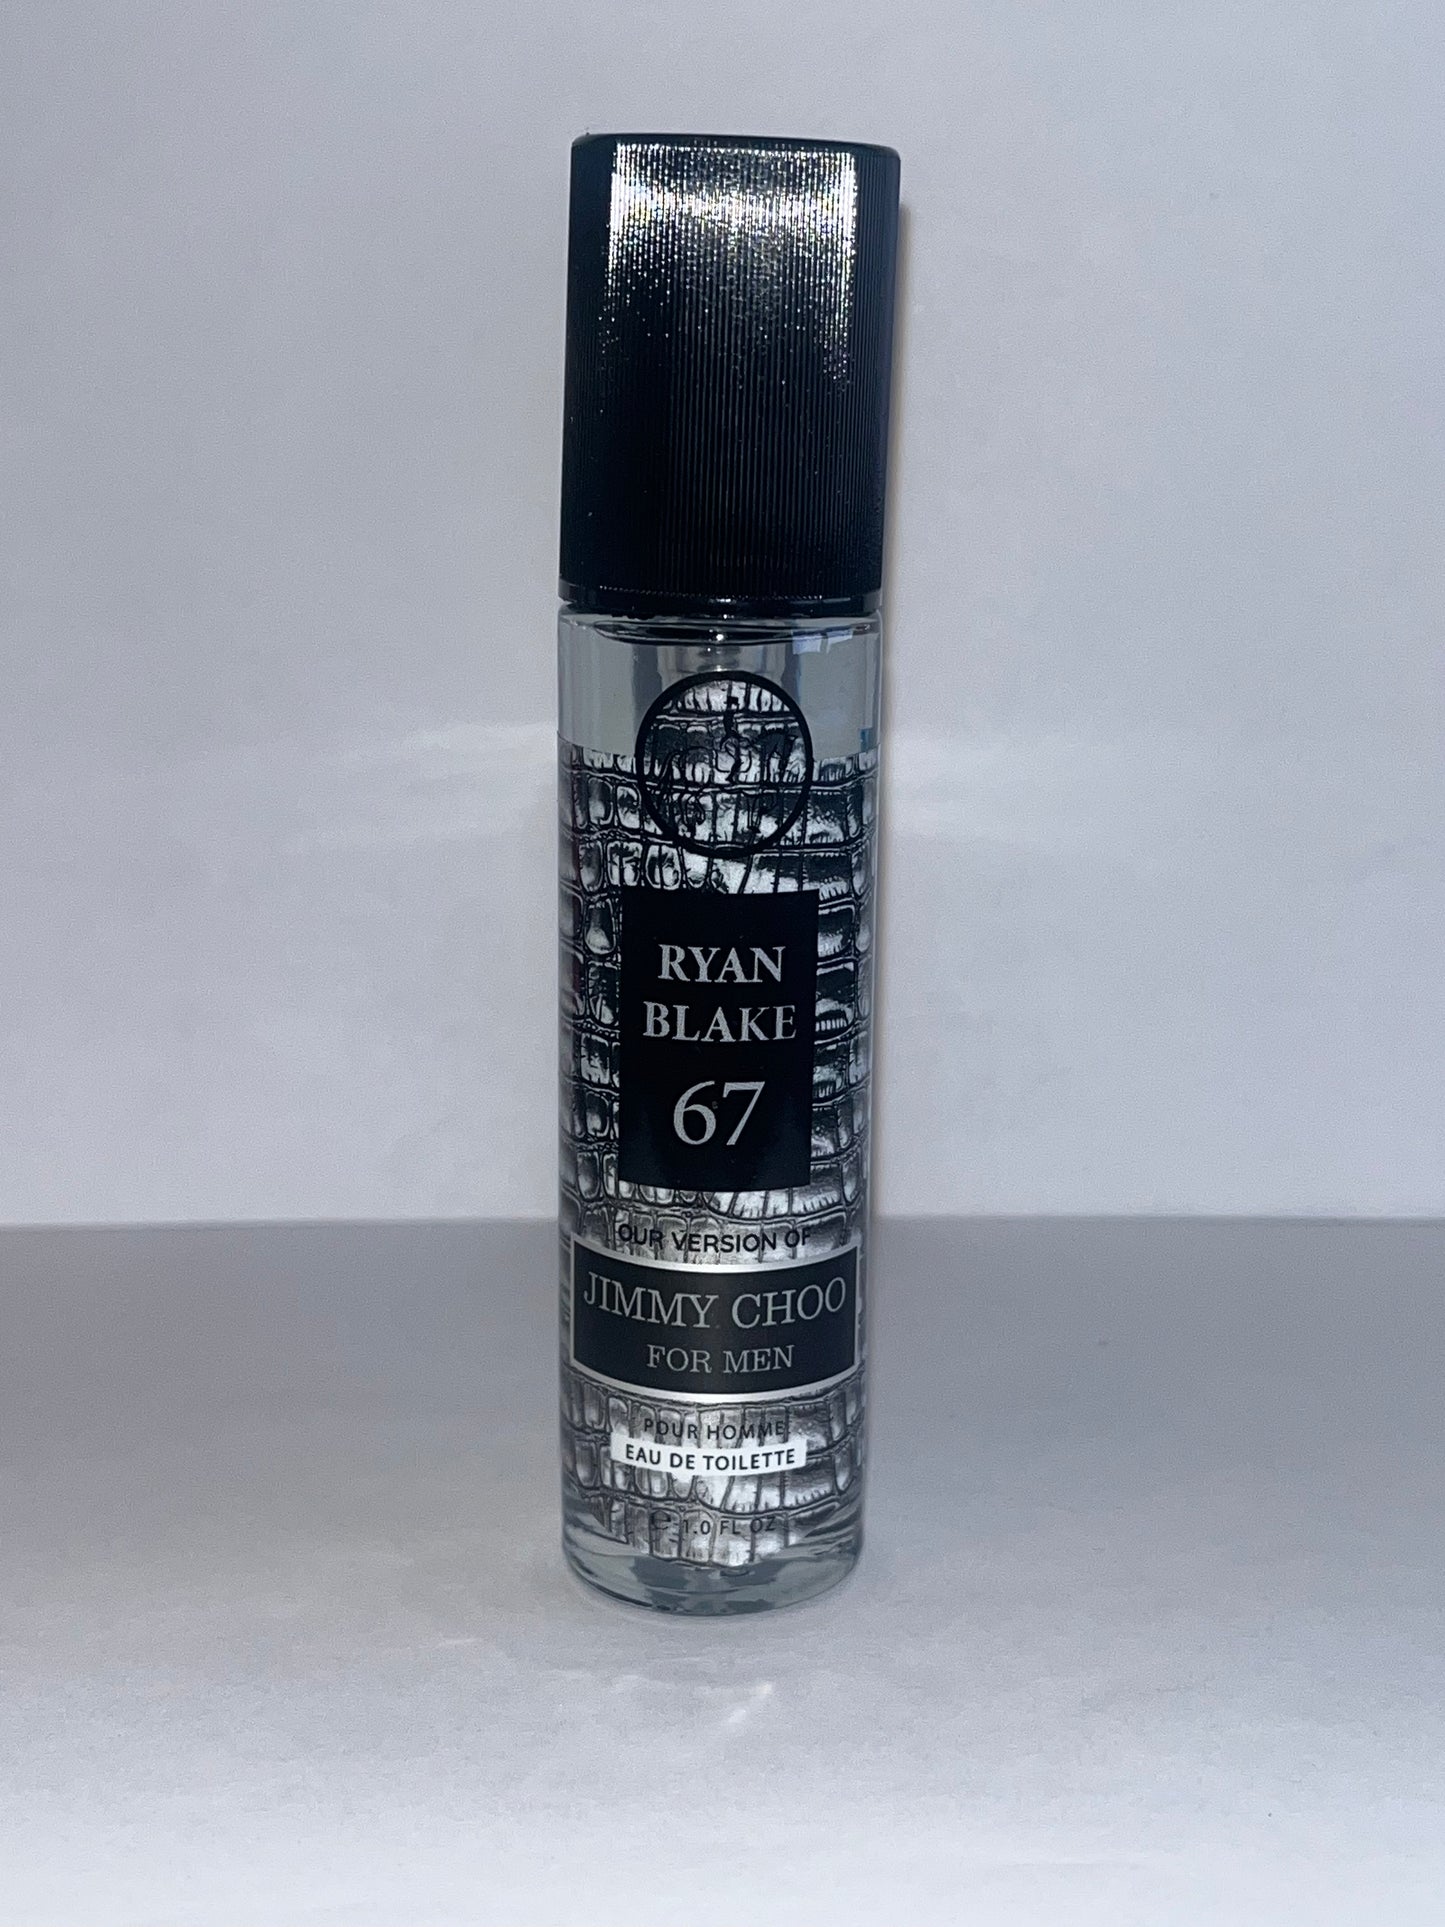 RYAN
BLAKE
67
OUR VERSION OF
JIMMY CHOO
FOR MEN
POUR HOMME
EAU DE TOILETTE
℮ 1.0 FL OZ